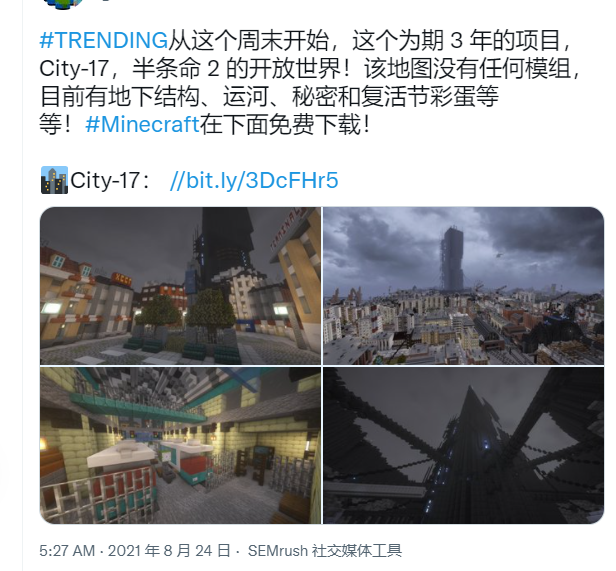 #TRENDING从这个周末开始，这个为期 3 年的项目，
City-17，半条命 2 的开放世界！该地图没有任何模组，
目前有地下结构、运河、秘密和复活节彩蛋等
等！#Minecraft在下面免费下载！
City-17： //bit.ly/3DcFHr5
5:27 AM · 2021 年 8 月 24 日 · SEMrush 社交媒体工具